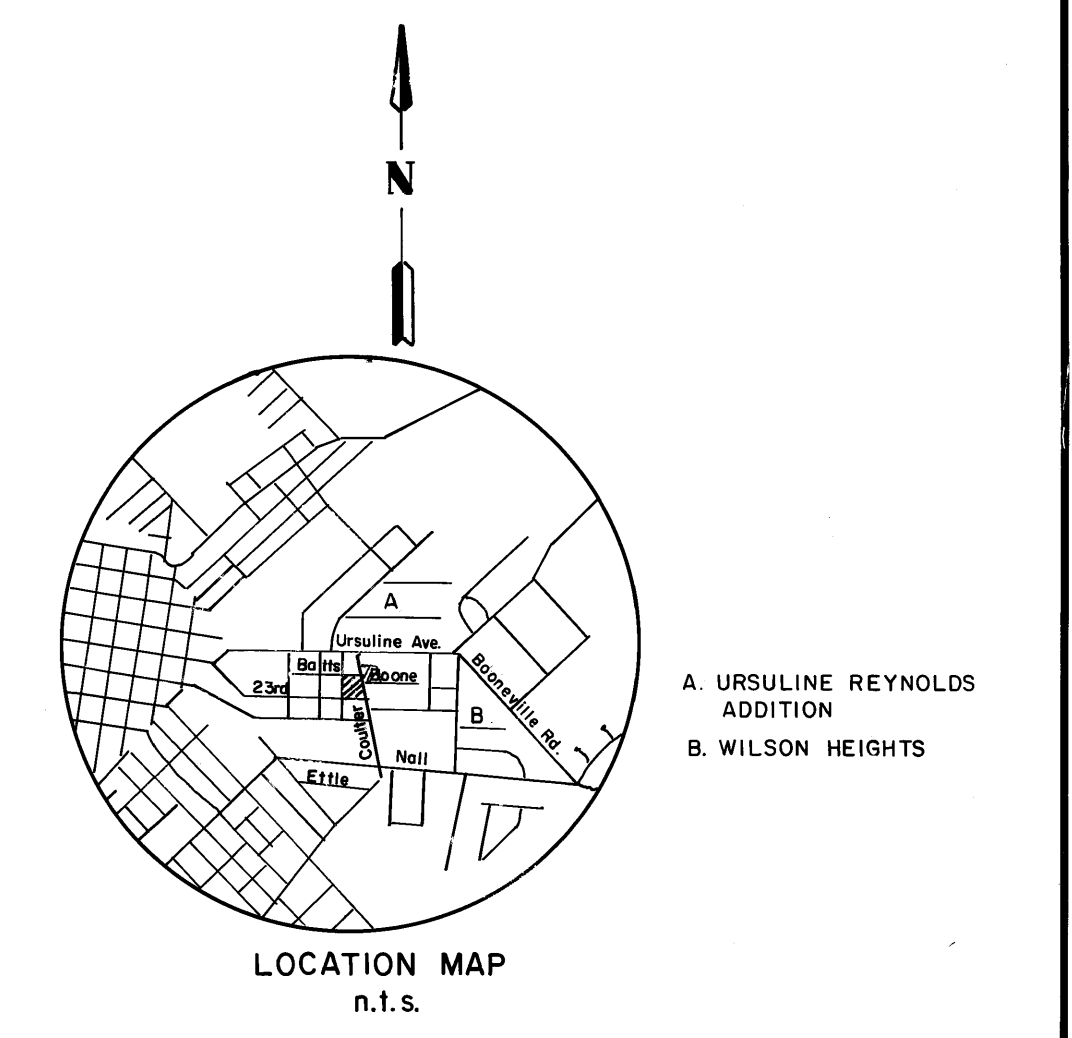 N
A
Ursuline Ave.
Batts
Boone
23rd
Booneville Rd.
B
Coulter
Nall
Ettle
A. URSULINE REYNOLDS
ADDITION
B. WILSON HEIGHTS
LOCATION MAP
n.t.s.